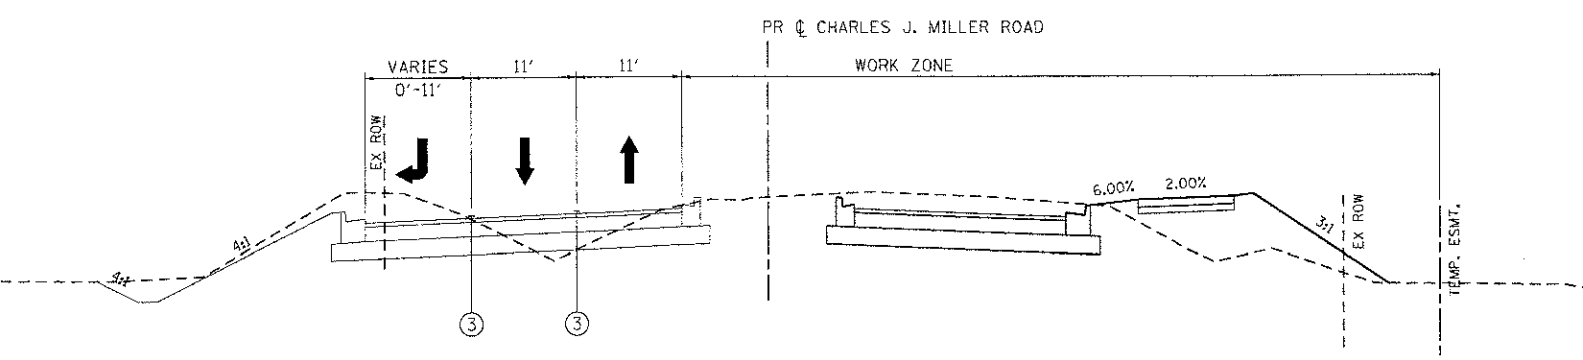 PR ℄ CHARLES J. MILLER ROAD
VARIES
0'-11'
11'
11'
WORK ZONE
EX ROW
6.00%
2.00%
4:1
4:1
3:1
EX ROW
TEMP. ESMT.
3
3